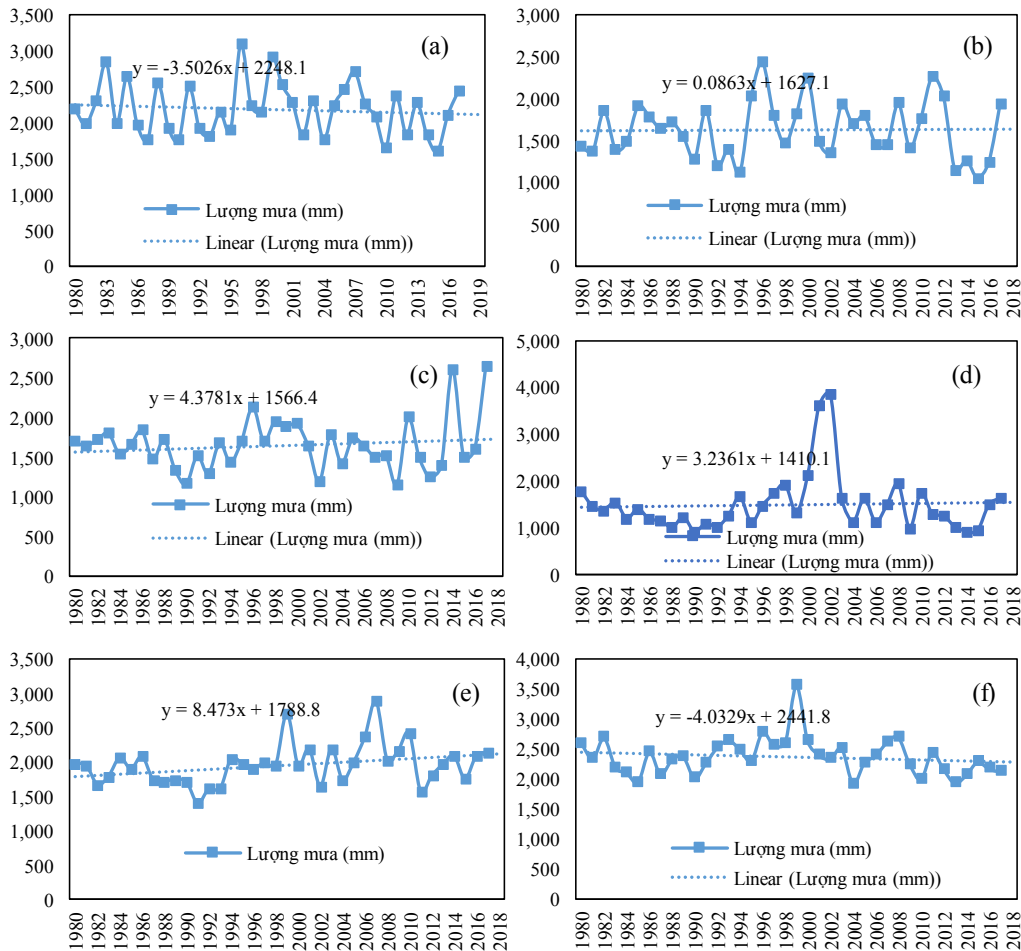 (a)
y = -3.5026x + 2248.1
3,500
3,000
2,500
2,000
1,500
1,000
500
0
Lượng mưa (mm)
Linear (Lượng mưa (mm))
1980 1983 1986 1989 1992 1995 1998 2001 2004 2007 2010 2013 2016 2019
(b)
y = 0.0863x + 1627.1
3,000
2,500
2,000
1,500
1,000
500
0
Lượng mưa (mm)
Linear (Lượng mưa (mm))
1980 1982 1984 1986 1988 1990 1992 1994 1996 1998 2000 2002 2004 2006 2008 2010 2012 2014 2016 2018
(c)
y = 4.3781x + 1566.4
3,000
2,500
2,000
1,500
1,000
500
0
Lượng mưa (mm)
Linear (Lượng mưa (mm))
1980 1982 1984 1986 1988 1990 1992 1994 1996 1998 2000 2002 2004 2006 2008 2010 2012 2014 2016 2018
(d)
y = 3.2361x + 1410.1
5,000
4,000
3,000
2,000
1,000
0
Lượng mưa (mm)
Linear (Lượng mưa (mm))
1980 1982 1984 1986 1988 1990 1992 1994 1996 1998 2000 2002 2004 2006 2008 2010 2012 2014 2016 2018
(e)
y = 8.473x + 1788.8
3,500
3,000
2,500
2,000
1,500
1,000
500
0
Lượng mưa (mm)
1980 1982 1984 1986 1988 1990 1992 1994 1996 1998 2000 2002 2004 2006 2008 2010 2012 2014 2016 2018
(f)
y = -4.0329x + 2441.8
4,000
3,500
3,000
2,500
2,000
1,500
1,000
500
0
Lượng mưa (mm)
Linear (Lượng mưa (mm))
1980 1982 1984 1986 1988 1990 1992 1994 1996 1998 2000 2002 2004 2006 2008 2010 2012 2014 2016 2018